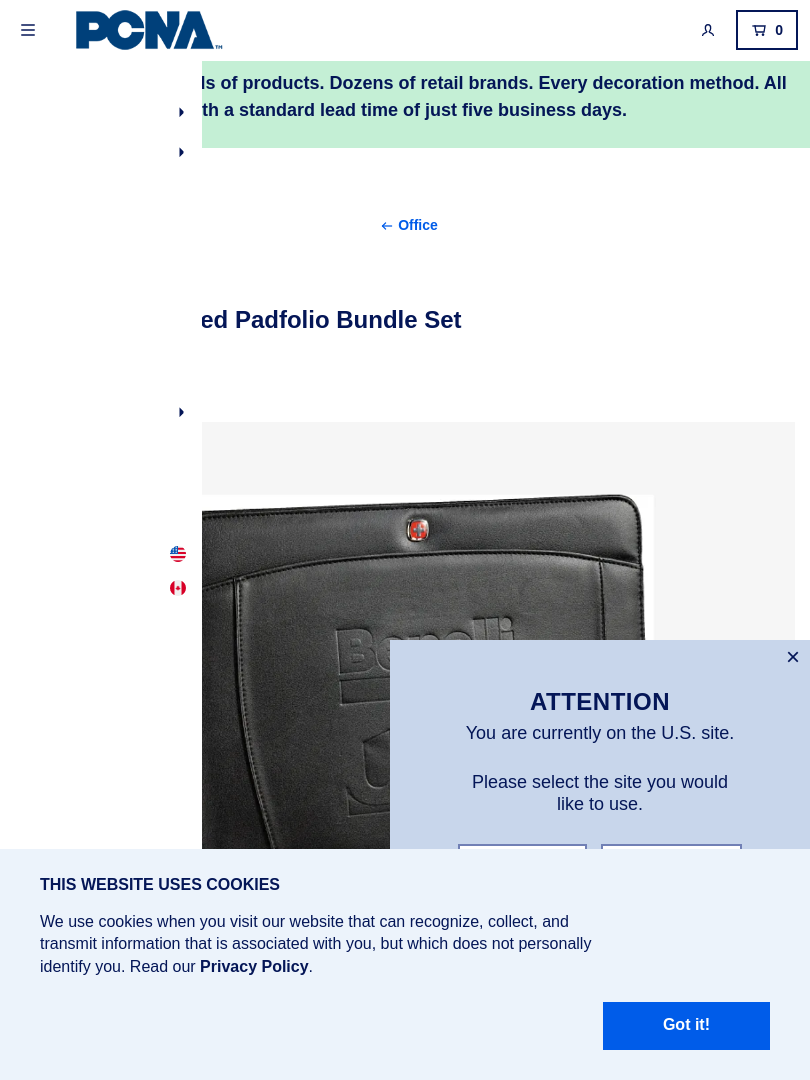 PCNA
TM
0
ls of products. Dozens of retail brands. Every decoration method. All
th a standard lead time of just five business days.
← Office
ed Padfolio Bundle Set
Benelli
ATTENTION
You are currently on the U.S. site.
Please select the site you would
like to use.
THIS WEBSITE USES COOKIES
We use cookies when you visit our website that can recognize, collect, and
transmit information that is associated with you, but which does not personally
identify you. Read our Privacy Policy.
Got it!